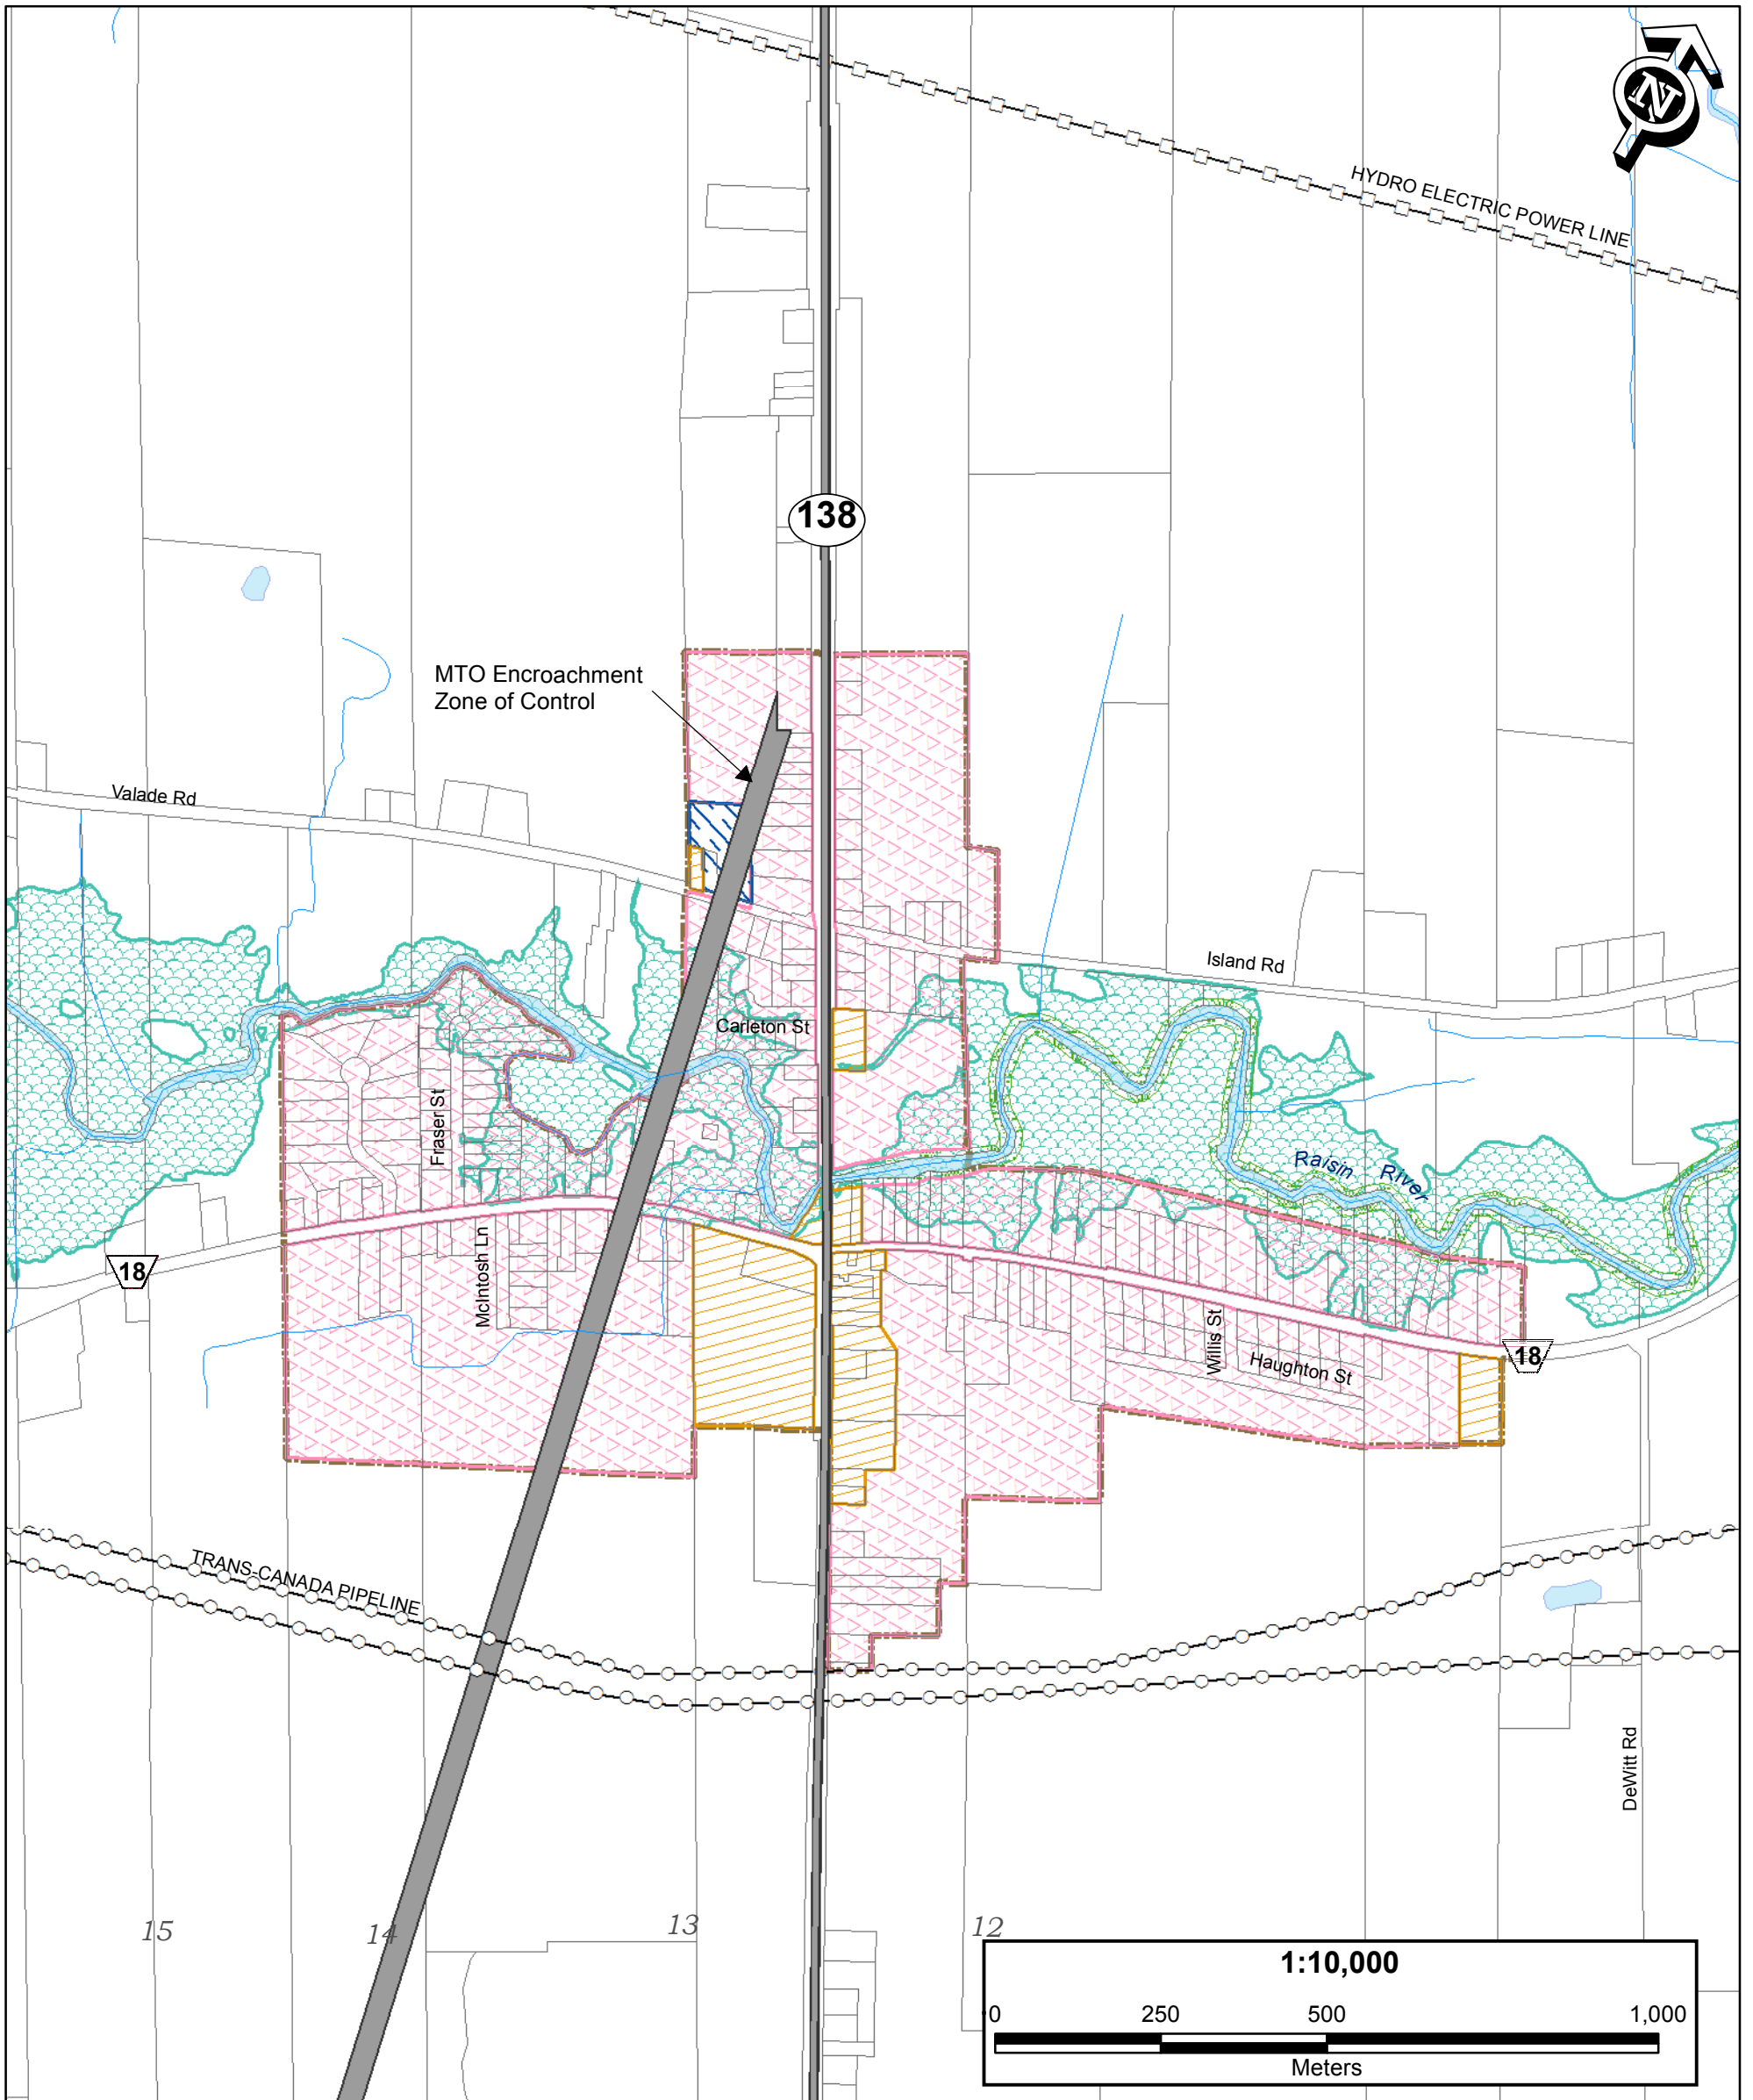 N
HYDRO ELECTRIC POWER LINE
138
MTO Encroachment
Zone of Control
Valade Rd
Island Rd
Carleton St
Fraser St
Raisin River
McIntosh Ln
18
Willis St
Haughton St
18
TRANS-CANADA PIPELINE
DeWitt Rd
15
14
13
12
1:10,000
0 250 500 1,000
Meters